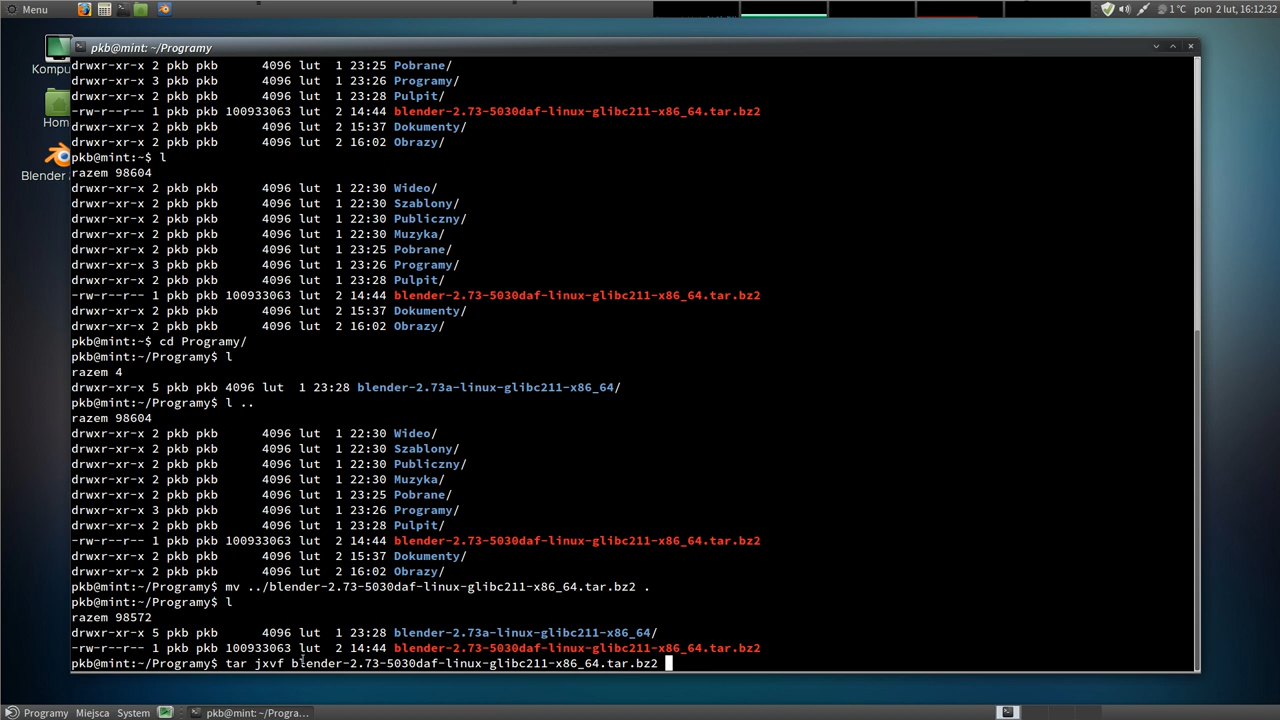 Menu
1 °C pon 2 lut, 16:12:32
pkb@mint: ~/Programy
Kompu
Hom
Blender
drwxr-xr-x 2 pkb pkb 4096 lut 1 23:25 Pobrane/
drwxr-xr-x 3 pkb pkb 4096 lut 1 23:26 Programy/
drwxr-xr-x 2 pkb pkb 4096 lut 1 23:28 Pulpit/
-rw-r--r-- 1 pkb pkb 100933063 lut 2 14:44 blender-2.73-5030daf-linux-glibc211-x86_64.tar.bz2
drwxr-xr-x 2 pkb pkb 4096 lut 2 15:37 Dokumenty/
drwxr-xr-x 2 pkb pkb 4096 lut 2 16:02 Obrazy/
pkb@mint:~$ l
razem 98604
drwxr-xr-x 2 pkb pkb 4096 lut 1 22:30 Wideo/
drwxr-xr-x 2 pkb pkb 4096 lut 1 22:30 Szablony/
drwxr-xr-x 2 pkb pkb 4096 lut 1 22:30 Publiczny/
drwxr-xr-x 2 pkb pkb 4096 lut 1 22:30 Muzyka/
drwxr-xr-x 2 pkb pkb 4096 lut 1 23:25 Pobrane/
drwxr-xr-x 3 pkb pkb 4096 lut 1 23:26 Programy/
drwxr-xr-x 2 pkb pkb 4096 lut 1 23:28 Pulpit/
-rw-r--r-- 1 pkb pkb 100933063 lut 2 14:44 blender-2.73-5030daf-linux-glibc211-x86_64.tar.bz2
drwxr-xr-x 2 pkb pkb 4096 lut 2 15:37 Dokumenty/
drwxr-xr-x 2 pkb pkb 4096 lut 2 16:02 Obrazy/
pkb@mint:~$ cd Programy/
pkb@mint:~/Programy$ l
razem 4
drwxr-xr-x 5 pkb pkb 4096 lut 1 23:28 blender-2.73a-linux-glibc211-x86_64/
pkb@mint:~/Programy$ l ..
razem 98604
drwxr-xr-x 2 pkb pkb 4096 lut 1 22:30 Wideo/
drwxr-xr-x 2 pkb pkb 4096 lut 1 22:30 Szablony/
drwxr-xr-x 2 pkb pkb 4096 lut 1 22:30 Publiczny/
drwxr-xr-x 2 pkb pkb 4096 lut 1 22:30 Muzyka/
drwxr-xr-x 2 pkb pkb 4096 lut 1 23:25 Pobrane/
drwxr-xr-x 3 pkb pkb 4096 lut 1 23:26 Programy/
drwxr-xr-x 2 pkb pkb 4096 lut 1 23:28 Pulpit/
-rw-r--r-- 1 pkb pkb 100933063 lut 2 14:44 blender-2.73-5030daf-linux-glibc211-x86_64.tar.bz2
drwxr-xr-x 2 pkb pkb 4096 lut 2 15:37 Dokumenty/
drwxr-xr-x 2 pkb pkb 4096 lut 2 16:02 Obrazy/
pkb@mint:~/Programy$ mv ../blender-2.73-5030daf-linux-glibc211-x86_64.tar.bz2 .
pkb@mint:~/Programy$ l
razem 98572
drwxr-xr-x 5 pkb pkb 4096 lut 1 23:28 blender-2.73a-linux-glibc211-x86_64/
-rw-r--r-- 1 pkb pkb 100933063 lut 2 14:44 blender-2.73-5030daf-linux-glibc211-x86_64.tar.bz2
pkb@mint:~/Programy$ tar jxvf blender-2.73-5030daf-linux-glibc211-x86_64.tar.bz2
Programy Miejsca System pkb@mint: ~/Progra...